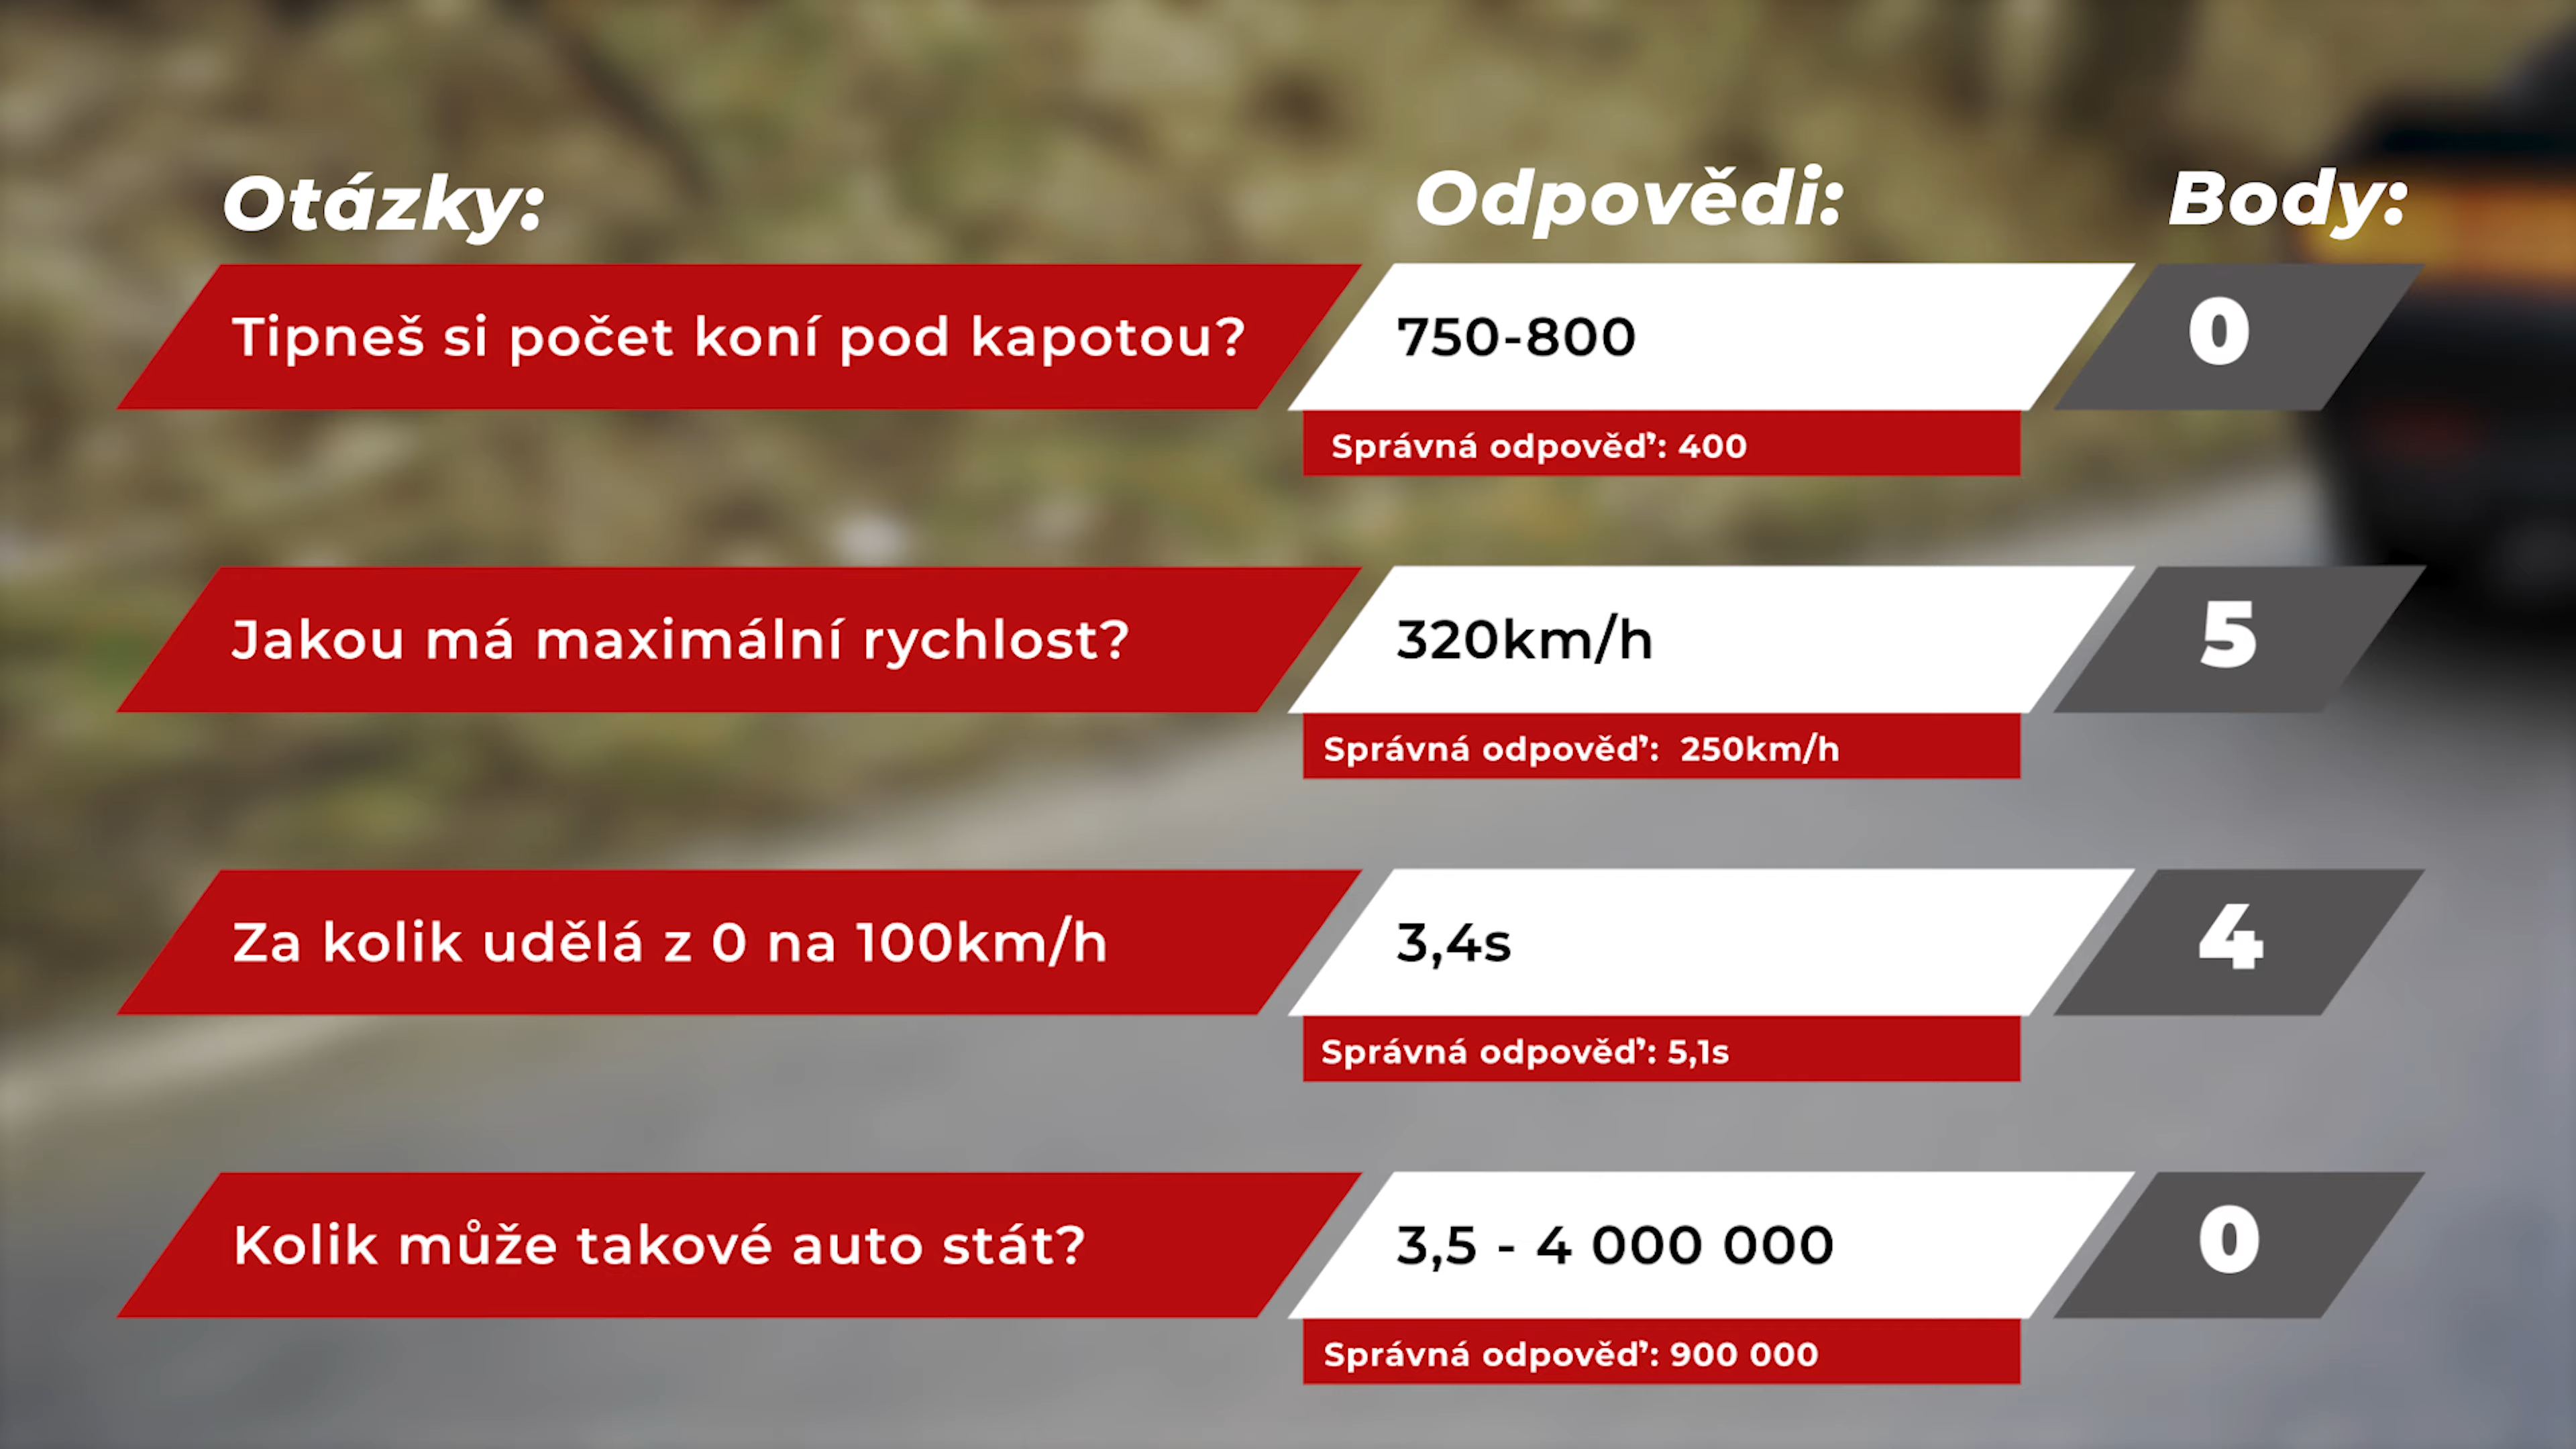 Otázky:
Odpovědi:
Body:
Tipneš si počet koní pod kapotou?
750-800
0
Správná odpověď: 400
Jakou má maximální rychlost?
320km/h
5
Správná odpověď:  250km/h
Za kolik udělá z 0 na 100km/h
3,4s
4
Správná odpověď: 5,1s
Kolik může takové auto stát?
3,5 - 4 000 000
0
Správná odpověď: 900 000